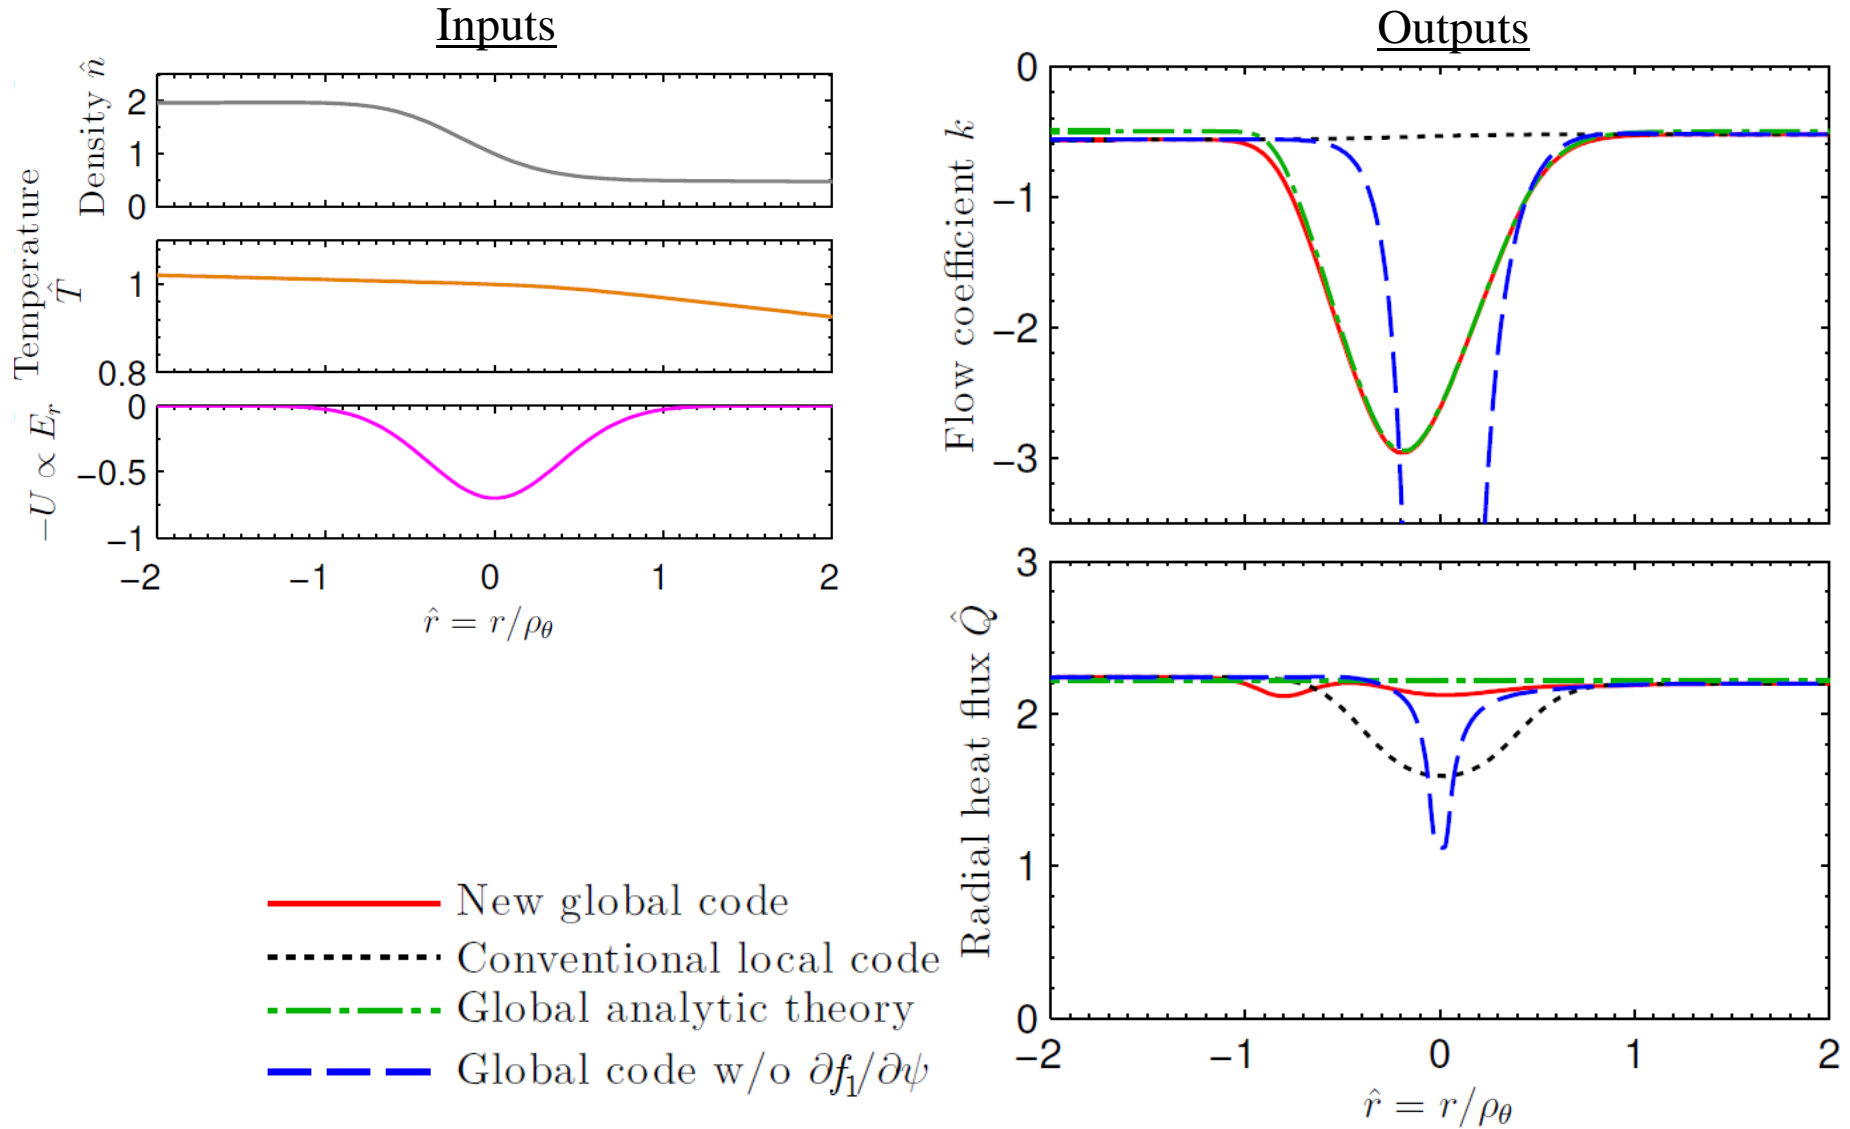 Inputs
Density n̂
2
1
0
Temperature
T̂
1
0.8
−U ∝ E_r
0
−0.5
−1
−2 −1 0 1 2
r̂ = r/ρ_θ
New global code
Conventional local code
Global analytic theory
Global code w/o ∂f₁/∂ψ
Outputs
Flow coefficient k
0
−1
−2
−3
Radial heat flux Q̂
3
2
1
0
−2 −1 0 1 2
r̂ = r/ρ_θ